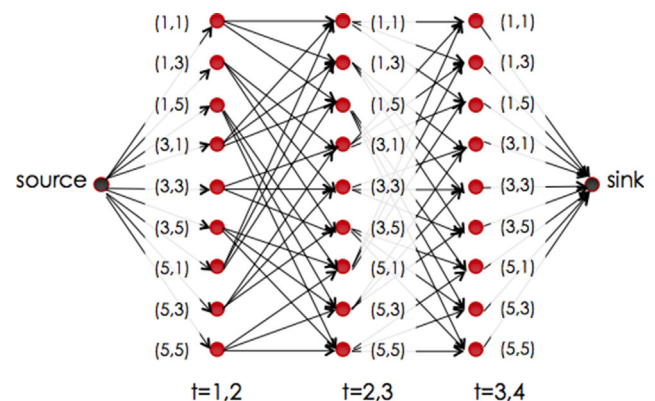 (1,1) (1,1) (1,1)
(1,3) (1,3) (1,3)
(1,5) (1,5) (1,5)
(3,1) (3,1) (3,1)
source (3,3) (3,3) (3,3) sink
(3,5) (3,5) (3,5)
(5,1) (5,1) (5,1)
(5,3) (5,3) (5,3)
(5,5) (5,5) (5,5)
t=1,2 t=2,3 t=3,4